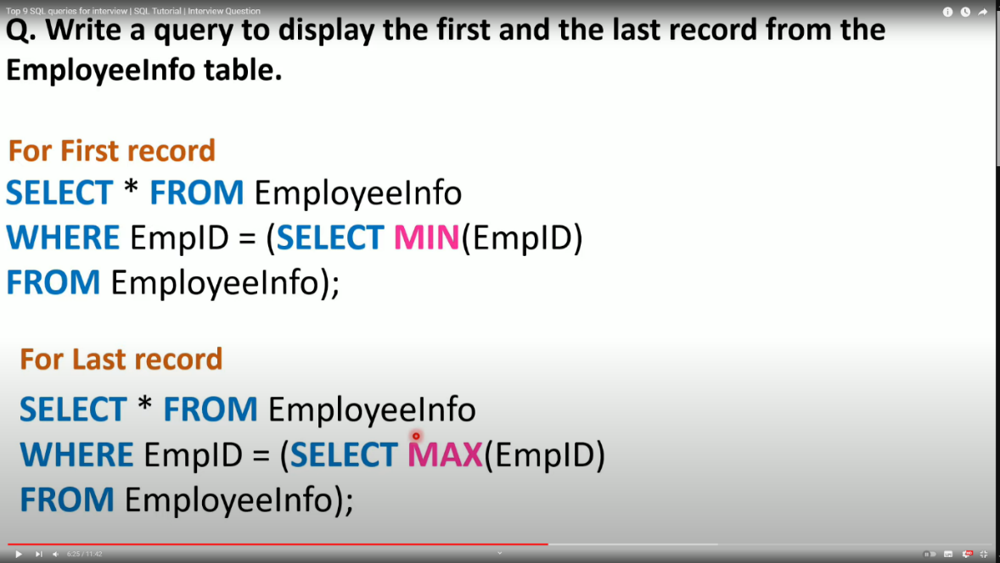 Top 9 SQL queries for interview | SQL Tutorial | Interview Question
Q. Write a query to display the first and the last record from the
EmployeeInfo table.
For First record
SELECT * FROM EmployeeInfo
WHERE EmpID = (SELECT MIN(EmpID)
FROM EmployeeInfo);
For Last record
SELECT * FROM EmployeeInfo
WHERE EmpID = (SELECT MAX(EmpID)
FROM EmployeeInfo);
6:25 / 11:42